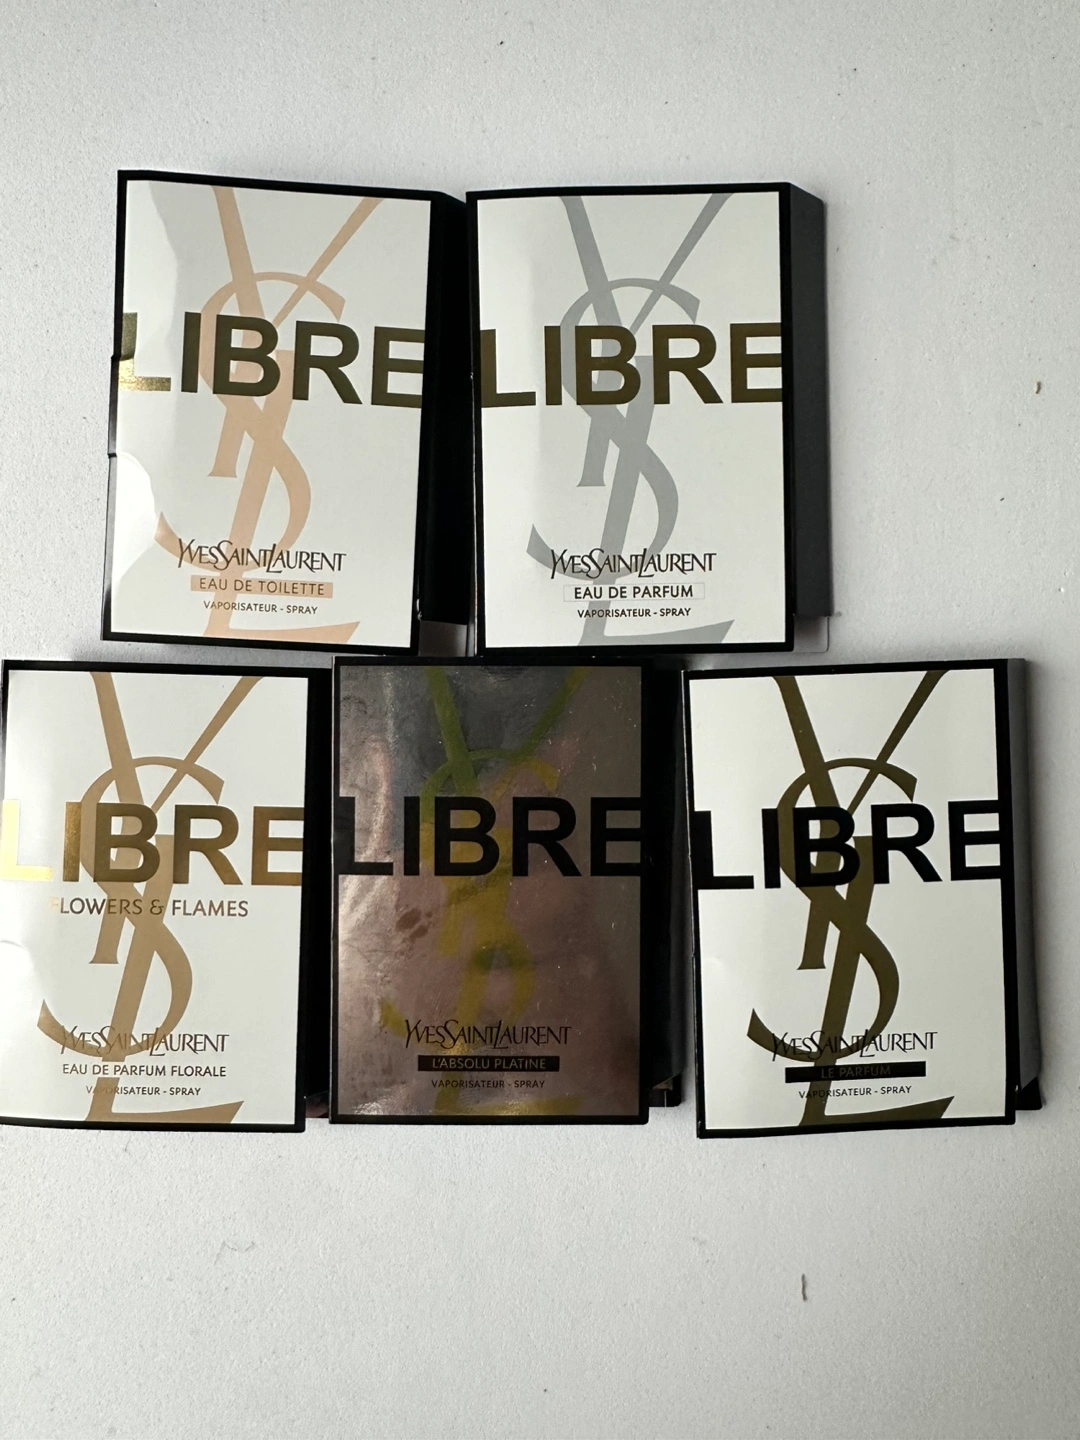 LIBRE
YVESSAINTLAURENT
EAU DE TOILETTE
VAPORISATEUR - SPRAY
LIBRE
YVESSAINTLAURENT
EAU DE PARFUM
VAPORISATEUR - SPRAY
LIBRE
FLOWERS & FLAMES
YVESSAINTLAURENT
EAU DE PARFUM FLORALE
VAPORISATEUR - SPRAY
LIBRE
YVESSAINTLAURENT
L'ABSOLU PLATINE
VAPORISATEUR - SPRAY
LIBRE
YVESSAINTLAURENT
LE PARFUM
VAPORISATEUR - SPRAY